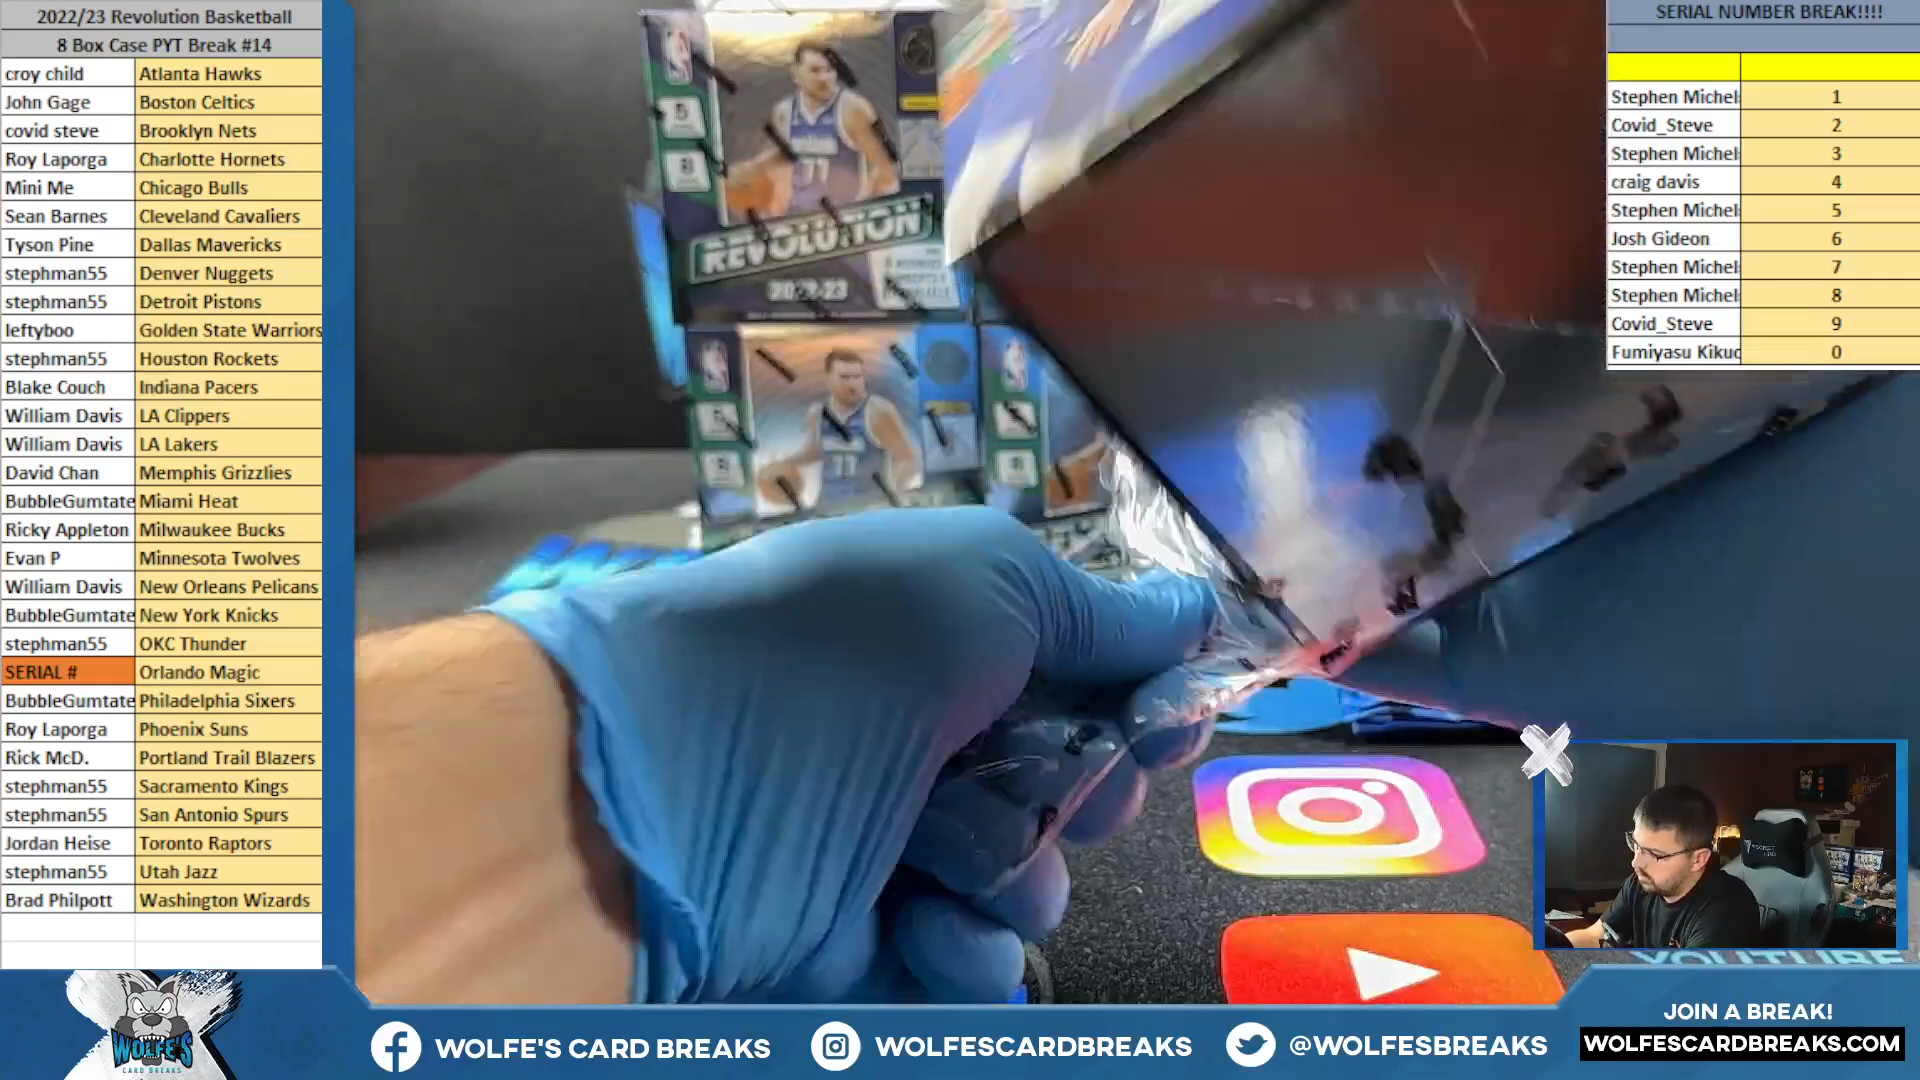 2022/23 Revolution Basketball
8 Box Case PYT Break #14
croy child Atlanta Hawks
John Gage Boston Celtics
covid steve Brooklyn Nets
Roy Laporga Charlotte Hornets
Mini Me Chicago Bulls
Sean Barnes Cleveland Cavaliers
Tyson Pine Dallas Mavericks
stephman55 Denver Nuggets
stephman55 Detroit Pistons
leftyboo Golden State Warriors
stephman55 Houston Rockets
Blake Couch Indiana Pacers
William Davis LA Clippers
William Davis LA Lakers
David Chan Memphis Grizzlies
BubbleGumtate Miami Heat
Ricky Appleton Milwaukee Bucks
Evan P Minnesota Twolves
William Davis New Orleans Pelicans
BubbleGumtate New York Knicks
stephman55 OKC Thunder
SERIAL # Orlando Magic
BubbleGumtate Philadelphia Sixers
Roy Laporga Phoenix Suns
Rick McD. Portland Trail Blazers
stephman55 Sacramento Kings
stephman55 San Antonio Spurs
Jordan Heise Toronto Raptors
stephman55 Utah Jazz
Brad Philpott Washington Wizards
5
8
77
REVOLUTION
2022-23
77
SERIAL NUMBER BREAK!!!!
Stephen Michel 1
Covid_Steve 2
Stephen Michel 3
craig davis 4
Stephen Michel 5
Josh Gideon 6
Stephen Michel 7
Stephen Michel 8
Covid_Steve 9
Fumiyasu Kikuc 0
YOUTUBE
WOLFE'S
CARD BREAKS
WOLFE'S CARD BREAKS
WOLFESCARDBREAKS
@WOLFESBREAKS
JOIN A BREAK!
WOLFESCARDBREAKS.COM